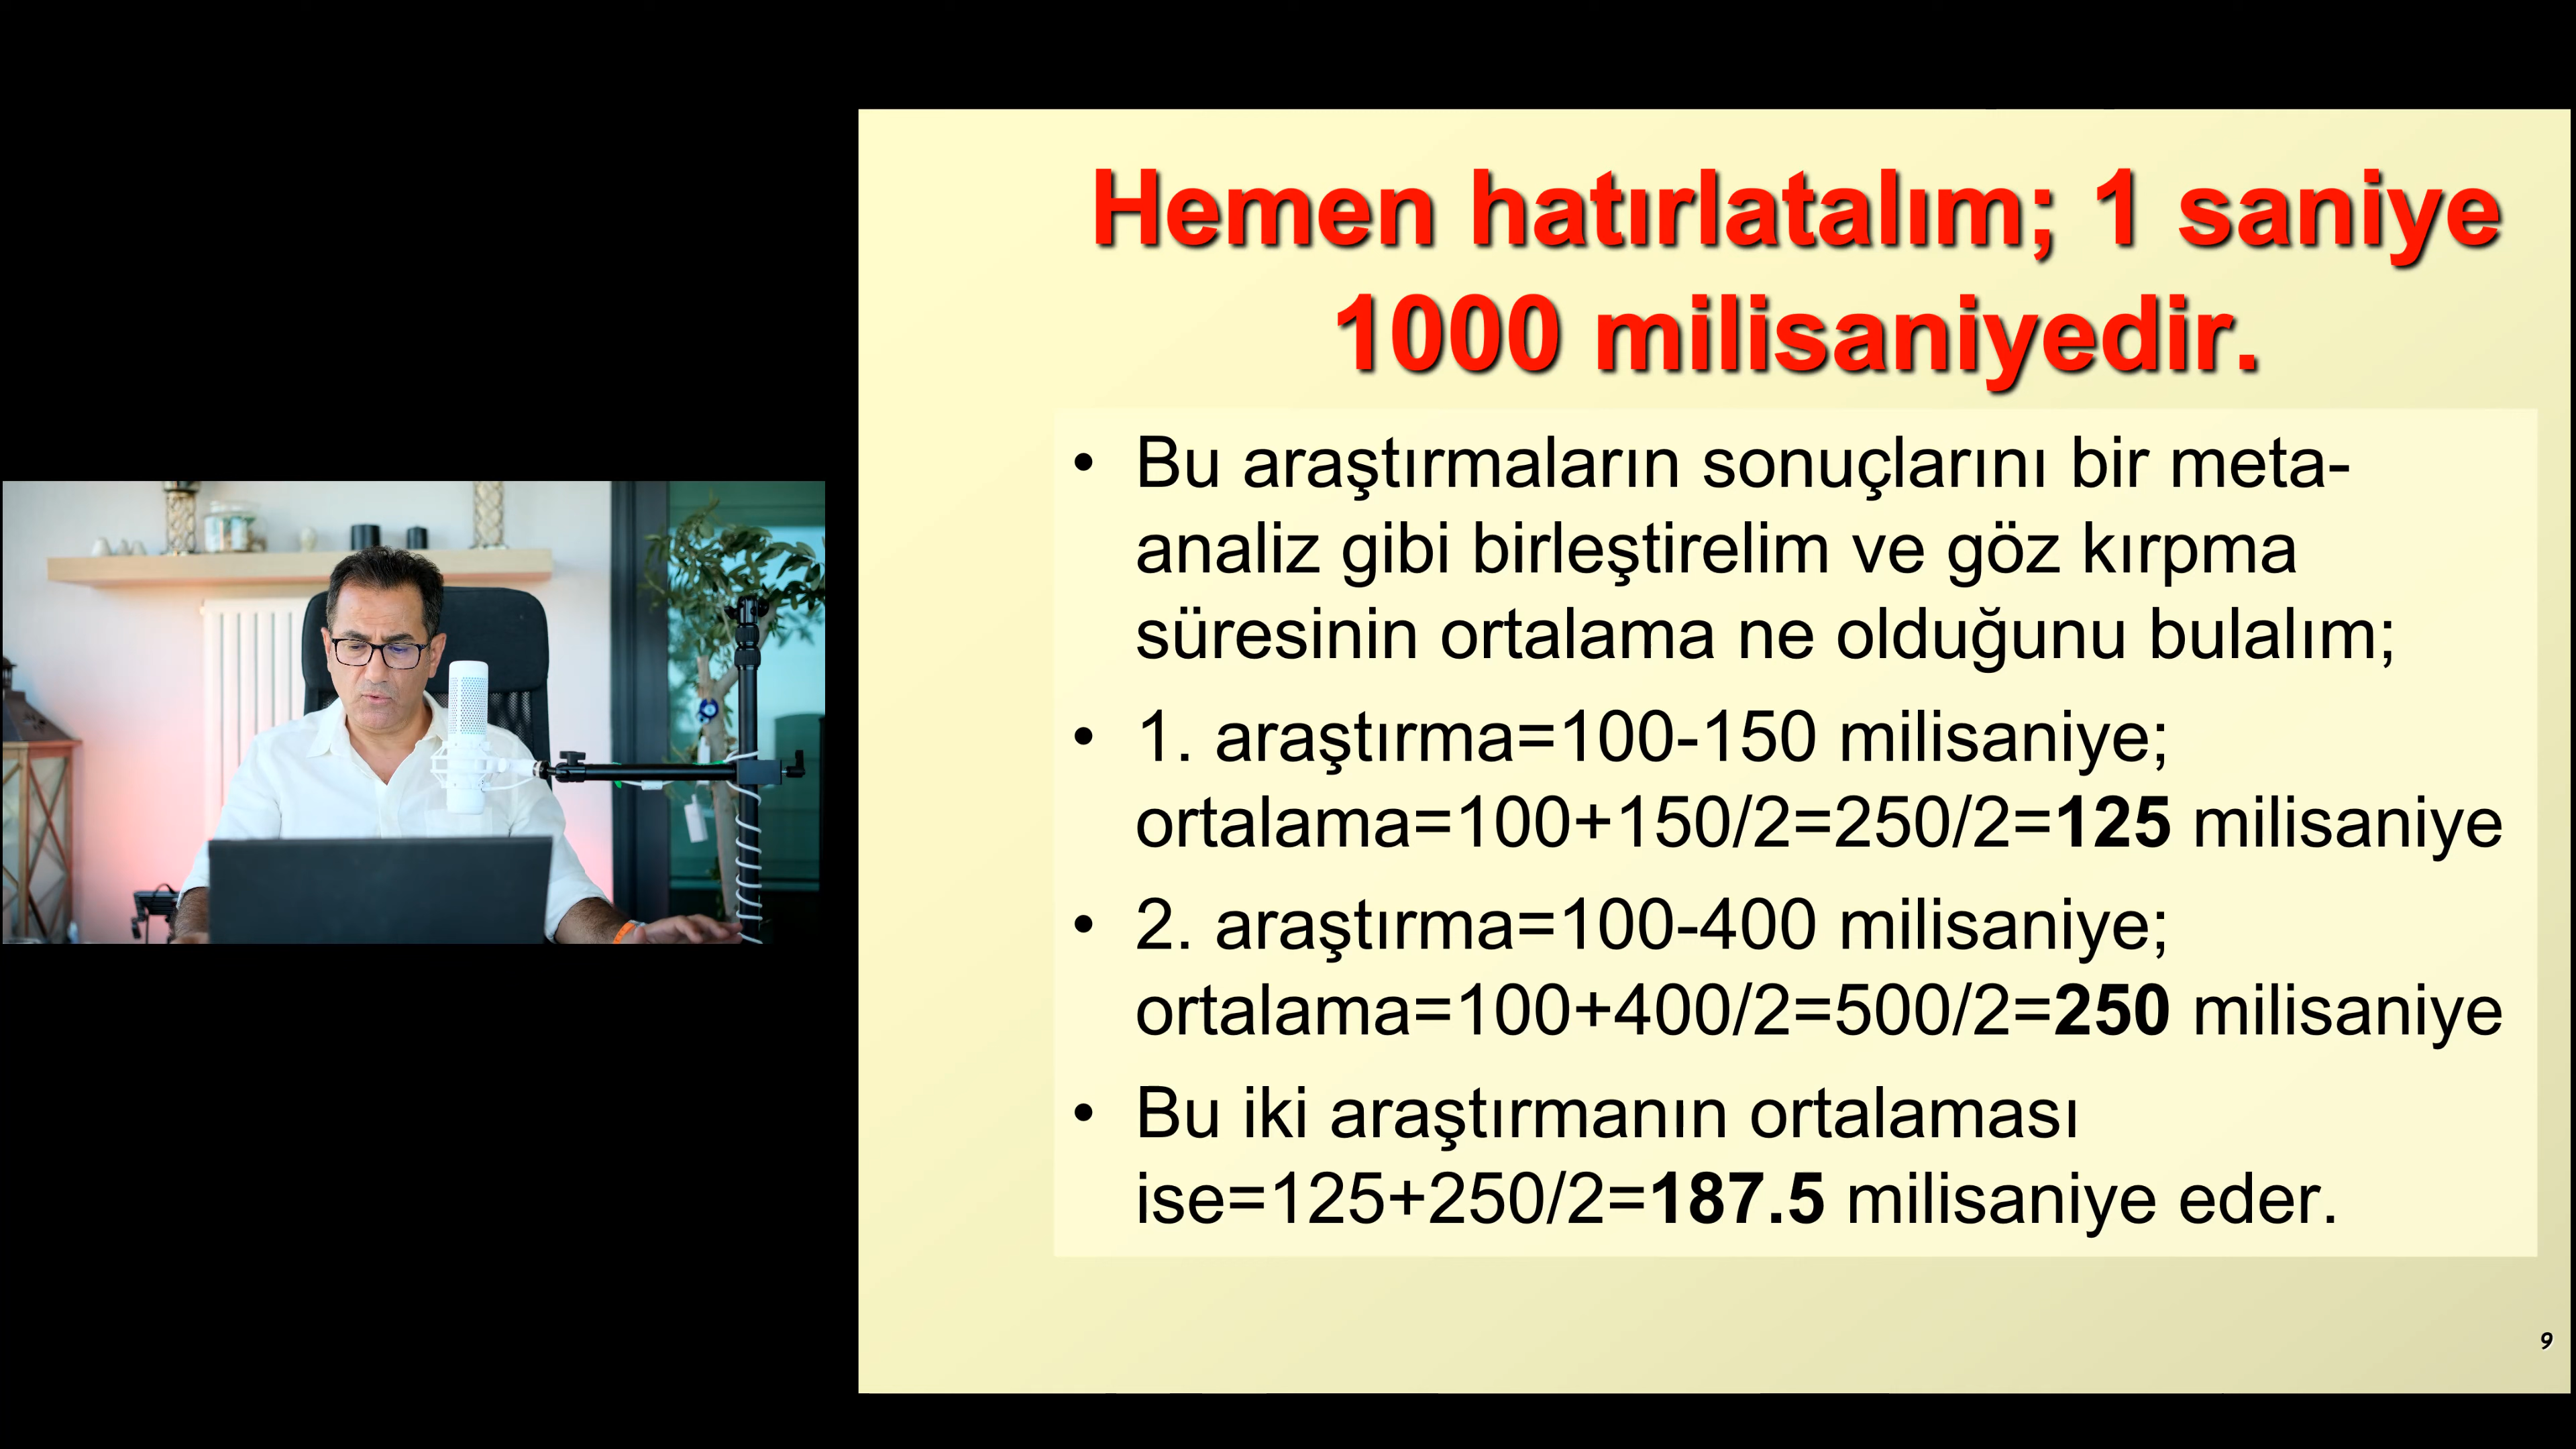 Hemen hatırlatalım; 1 saniye
1000 milisaniyedir.
• Bu araştırmaların sonuçlarını bir meta-
analiz gibi birleştirelim ve göz kırpma
süresinin ortalama ne olduğunu bulalım;
• 1. araştırma=100-150 milisaniye;
ortalama=100+150/2=250/2=125 milisaniye
• 2. araştırma=100-400 milisaniye;
ortalama=100+400/2=500/2=250 milisaniye
• Bu iki araştırmanın ortalaması
ise=125+250/2=187.5 milisaniye eder.
9